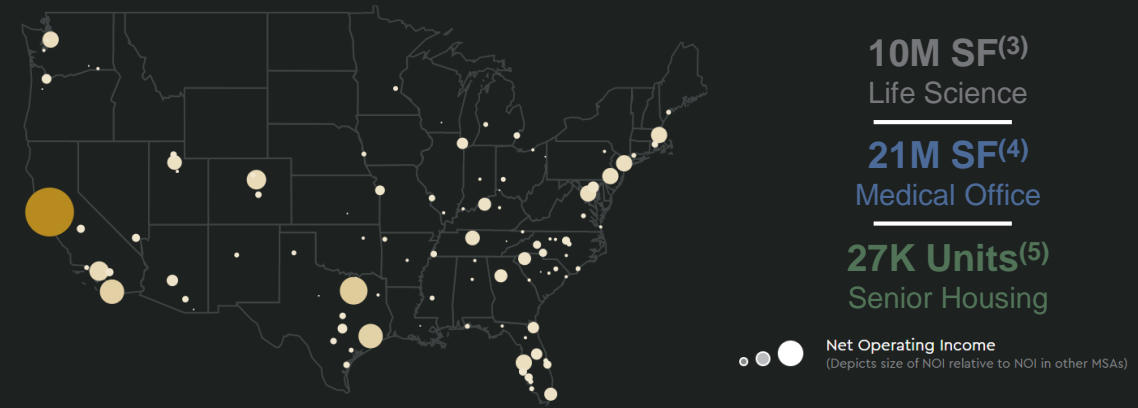 10M SF(3)
Life Science
21M SF(4)
Medical Office
27K Units(5)
Senior Housing
Net Operating Income
(Depicts size of NOI relative to NOI in other MSAs)